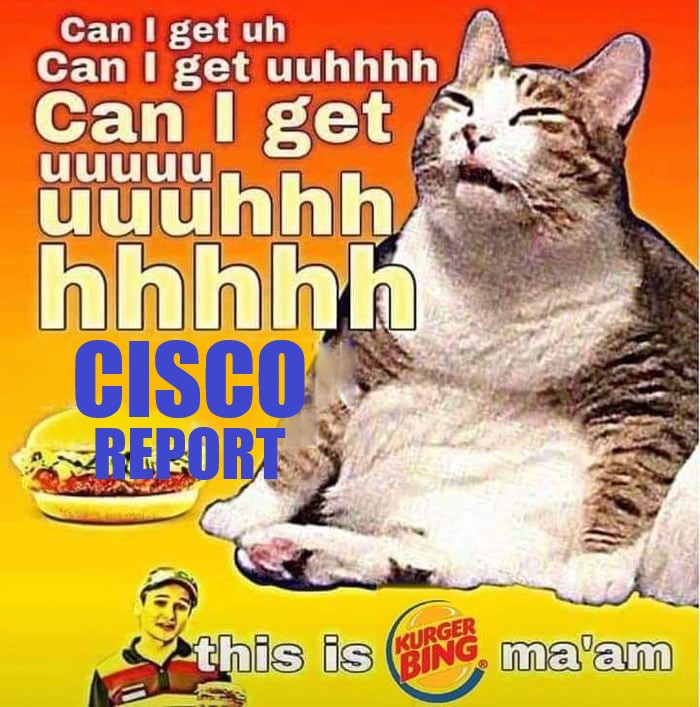 Can I get uh
Can I get uuhhhh
Can I get
uuuuu
uuuhhh
hhhhh
CISCO
REPORT
this is KURGER BING® ma'am